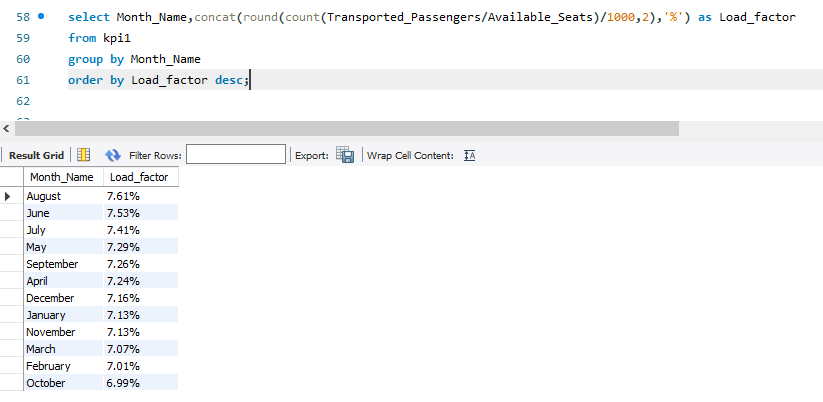 58 select Month_Name,concat(round(count(Transported_Passengers/Available_Seats)/1000,2),'%') as Load_factor
59 from kpi1
60 group by Month_Name
61 order by Load_factor desc;
62
Result Grid Filter Rows: Export: Wrap Cell Content:
Month_Name Load_factor
August 7.61%
June 7.53%
July 7.41%
May 7.29%
September 7.26%
April 7.24%
December 7.16%
January 7.13%
November 7.13%
March 7.07%
February 7.01%
October 6.99%